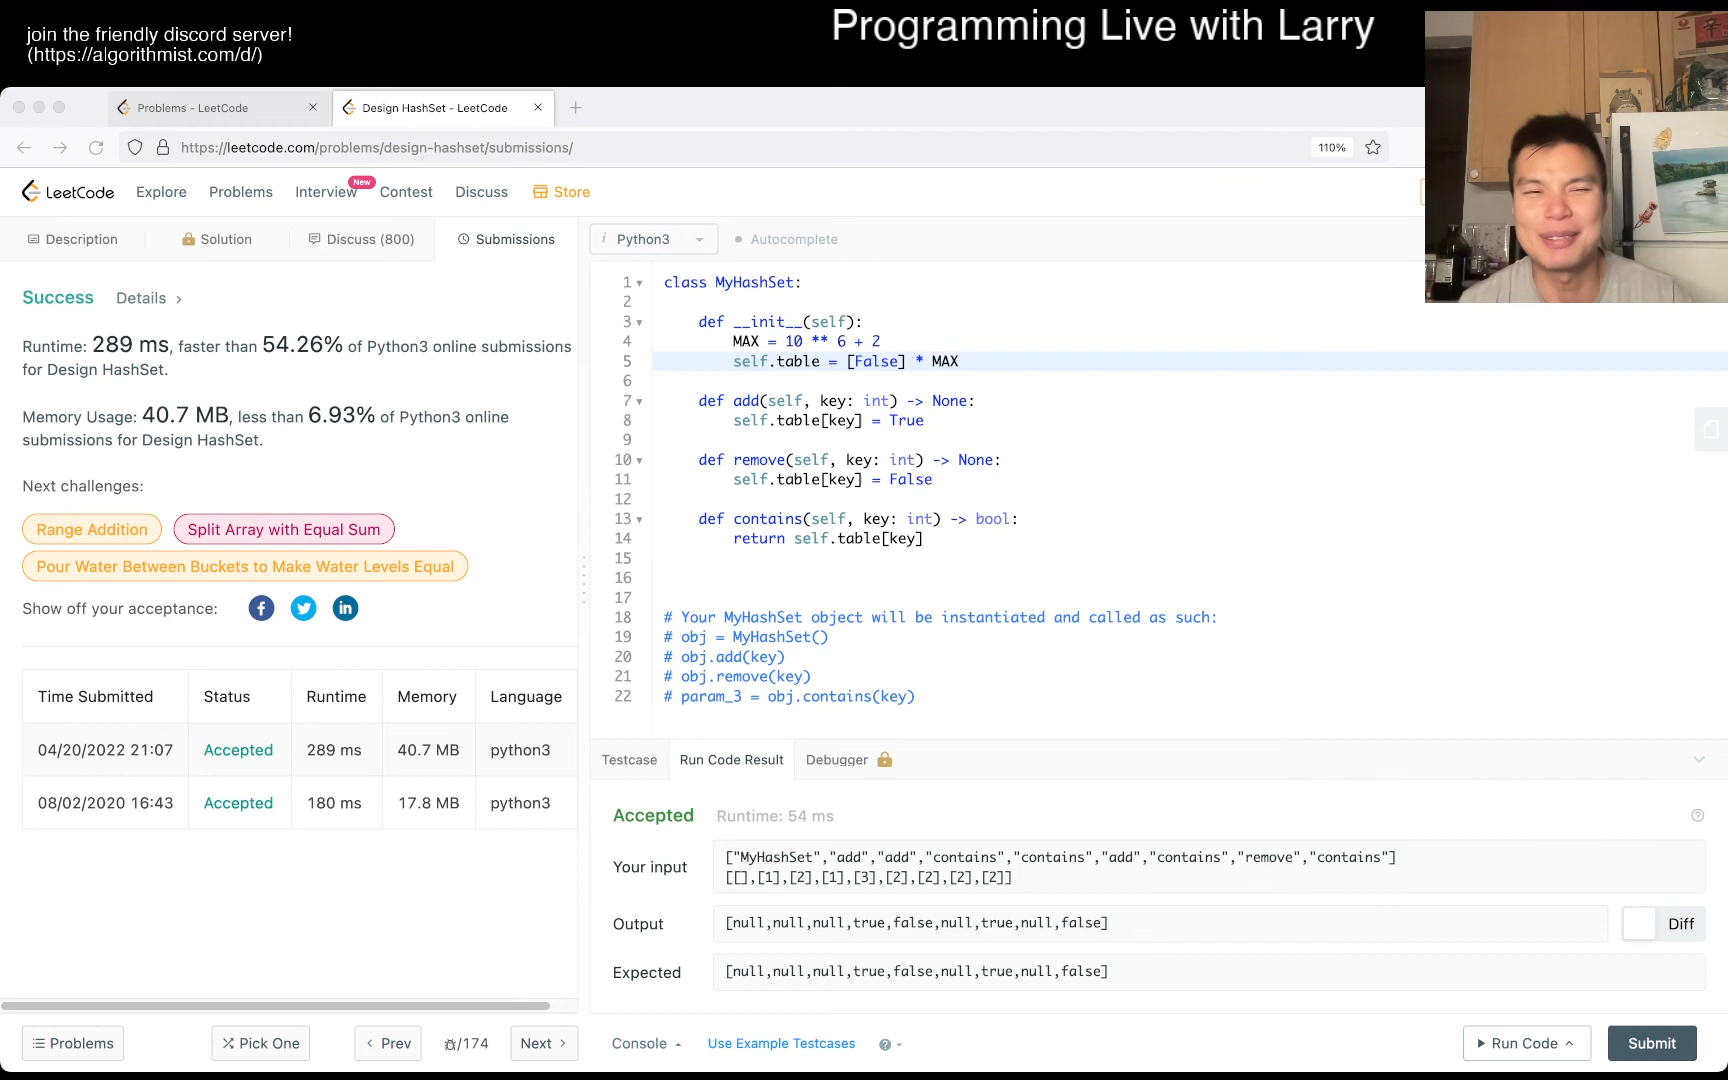 join the friendly discord server!
(https://algorithmist.com/d/)
Programming Live with Larry
Problems - LeetCode
Design HashSet - LeetCode
https://leetcode.com/problems/design-hashset/submissions/
110%
LeetCode
Explore
Problems
Interview
New
Contest
Discuss
Store
Description
Solution
Discuss (800)
Submissions
Success
Details >
Runtime: 289 ms, faster than 54.26% of Python3 online submissions
for Design HashSet.
Memory Usage: 40.7 MB, less than 6.93% of Python3 online
submissions for Design HashSet.
Next challenges:
Range Addition
Split Array with Equal Sum
Pour Water Between Buckets to Make Water Levels Equal
Show off your acceptance:
Time Submitted Status Runtime Memory Language
04/20/2022 21:07 Accepted 289 ms 40.7 MB python3
08/02/2020 16:43 Accepted 180 ms 17.8 MB python3
Problems
Pick One
< Prev
/174
Next >
i Python3
Autocomplete
1 class MyHashSet:
2
3 def __init__(self):
4 MAX = 10 ** 6 + 2
5 self.table = [False] * MAX
6
7 def add(self, key: int) -> None:
8 self.table[key] = True
9
10 def remove(self, key: int) -> None:
11 self.table[key] = False
12
13 def contains(self, key: int) -> bool:
14 return self.table[key]
15
16
17
18 # Your MyHashSet object will be instantiated and called as such:
19 # obj = MyHashSet()
20 # obj.add(key)
21 # obj.remove(key)
22 # param_3 = obj.contains(key)
Testcase
Run Code Result
Debugger
Accepted Runtime: 54 ms
Your input
["MyHashSet","add","add","contains","contains","add","contains","remove","contains"]
[[],[1],[2],[1],[3],[2],[2],[2],[2]]
Output
[null,null,null,true,false,null,true,null,false]
Diff
Expected
[null,null,null,true,false,null,true,null,false]
Console
Use Example Testcases
Run Code
Submit